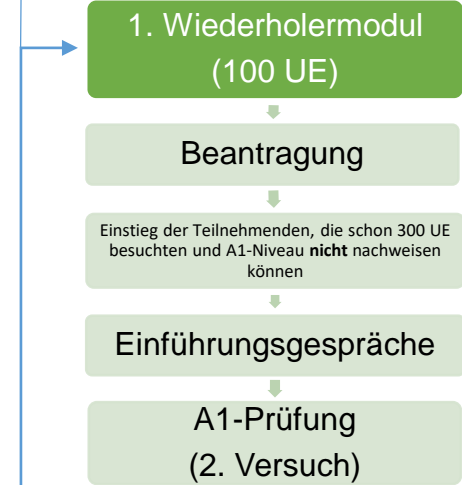 1. Wiederholermodul
(100 UE)
Beantragung
Einstieg der Teilnehmenden, die schon 300 UE
besuchten und A1-Niveau nicht nachweisen
können
Einführungsgespräche
A1-Prüfung
(2. Versuch)